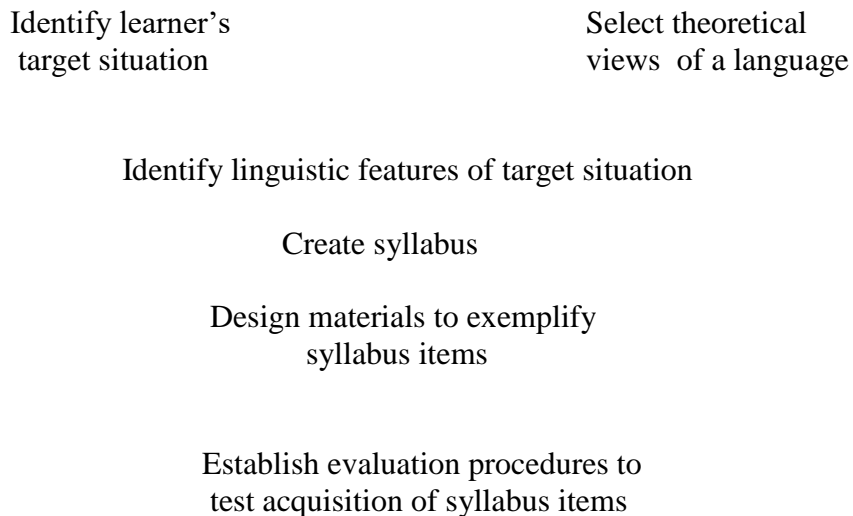 Identify learner's
target situation
Select theoretical
views of a language
Identify linguistic features of target situation
Create syllabus
Design materials to exemplify
syllabus items
Establish evaluation procedures to
test acquisition of syllabus items